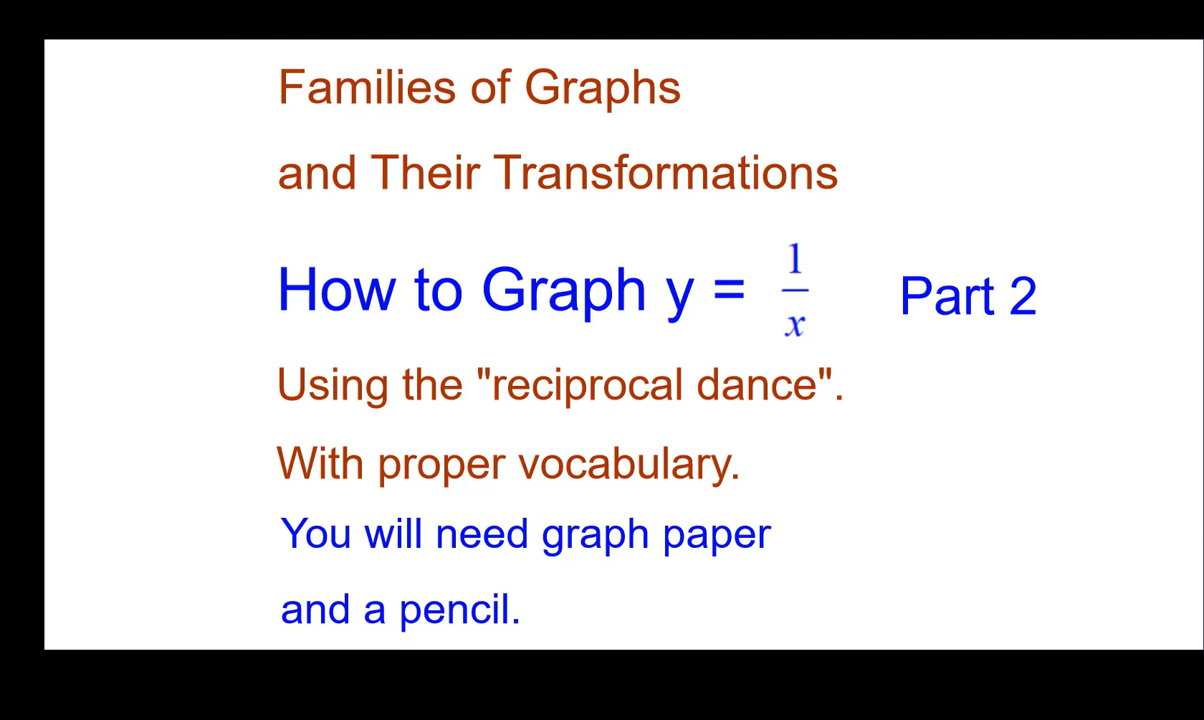 Families of Graphs
and Their Transformations
How to Graph y = 1/x Part 2
Using the "reciprocal dance".
With proper vocabulary.
You will need graph paper
and a pencil.